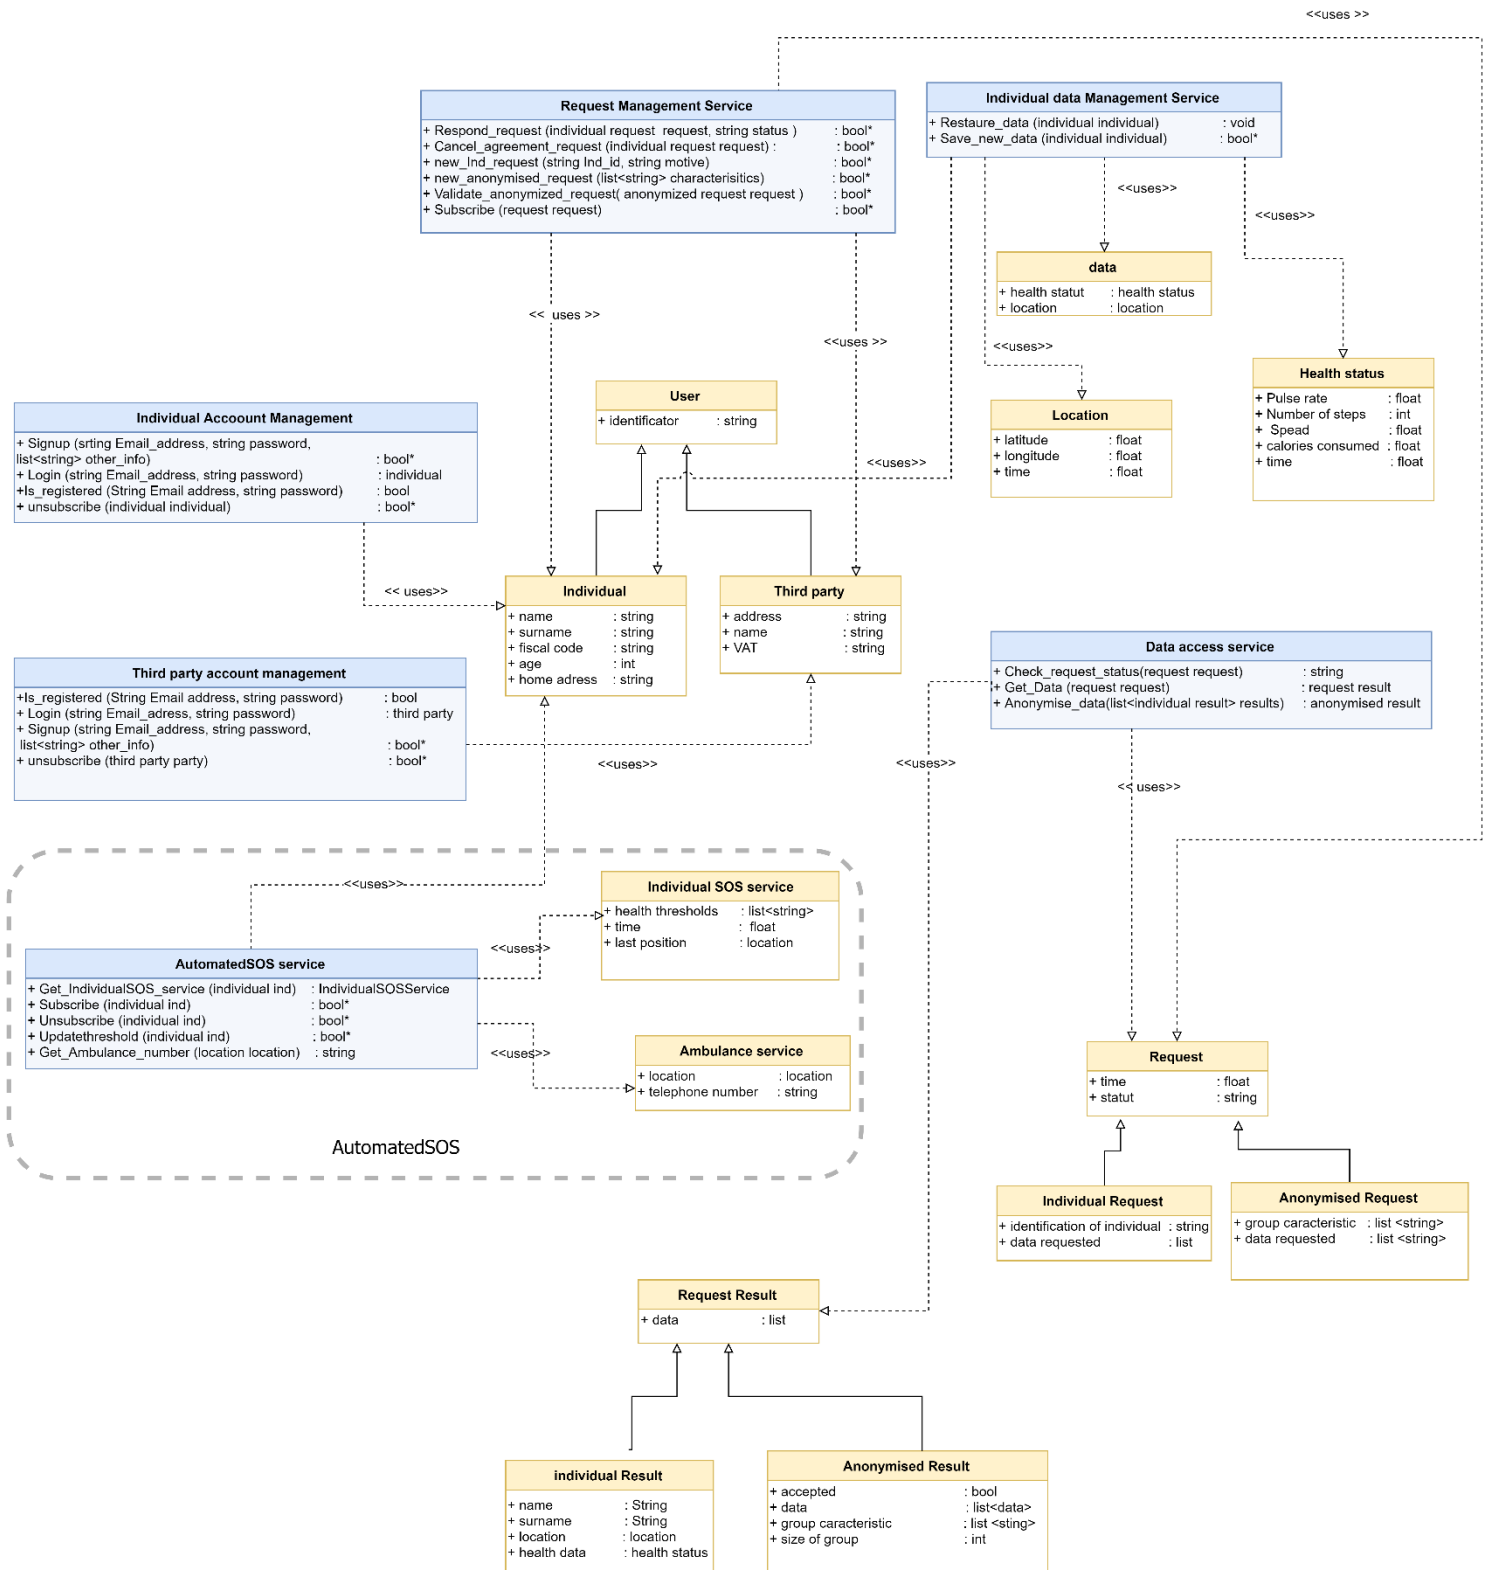 <<uses >>
Request Management Service
+ Respond_request (individual request  request, string status ) : bool*
+ Cancel_agreement_request (individual request request) : : bool*
+ new_Ind_request (string Ind_id, string motive) : bool*
+ new_anonymised_request (list<string> characterisitics) : bool*
+ Validate_anonymized_request( anonymized request request ) : bool*
+ Subscribe (request request) : bool*
Individual data Management Service
+ Restaure_data (individual individual) : void
+ Save_new_data (individual individual) : bool*
<<uses>>
<<uses>>
data
+ health statut : health status
+ location : location
<< uses >>
<<uses >>
<<uses>>
Health status
+ Pulse rate : float
+ Number of steps : int
+ Spead : float
+ calories consumed : float
+ time : float
User
+ identificator : string
Location
+ latitude : float
+ longitude : float
+ time : float
Individual Accoount Management
+ Signup (srting Email_address, string password,
list<string> other_info) : bool*
+ Login (string Email_address, string password) : individual
+Is_registered (String Email address, string password) : bool
+ unsubscribe (individual individual) : bool*
<<uses>>
<< uses>>
Individual
+ name : string
+ surname : string
+ fiscal code : string
+ age : int
+ home adress : string
Third party
+ address : string
+ name : string
+ VAT : string
Data access service
+ Check_request_status(request request) : string
+ Get_Data (request request) : request result
+ Anonymise_data(list<individual result> results) : anonymised result
Third party account management
+Is_registered (String Email address, string password) : bool
+ Login (string Email_adress, string password) : third party
+ Signup (string Email_address, string password,
list<string> other_info) : bool*
+ unsubscribe (third party party) : bool*
<<uses>>
<<uses>>
<< uses>>
<<uses>>
Individual SOS service
+ health thresholds : list<string>
+ time : float
+ last position : location
<<uses>>
AutomatedSOS service
+ Get_IndividualSOS_service (individual ind) : IndividualSOSService
+ Subscribe (individual ind) : bool*
+ Unsubscribe (individual ind) : bool*
+ Updatethreshold (individual ind) : bool*
+ Get_Ambulance_number (location location) : string
<<uses>>
Ambulance service
+ location : location
+ telephone number : string
AutomatedSOS
Request
+ time : float
+ statut : string
Individual Request
+ identification of individual : string
+ data requested : list
Anonymised Request
+ group caracteristic : list <string>
+ data requested : list <string>
Request Result
+ data : list
individual Result
+ name : String
+ surname : String
+ location : location
+ health data : health status
Anonymised Result
+ accepted : bool
+ data : list<data>
+ group caracteristic : list <sting>
+ size of group : int